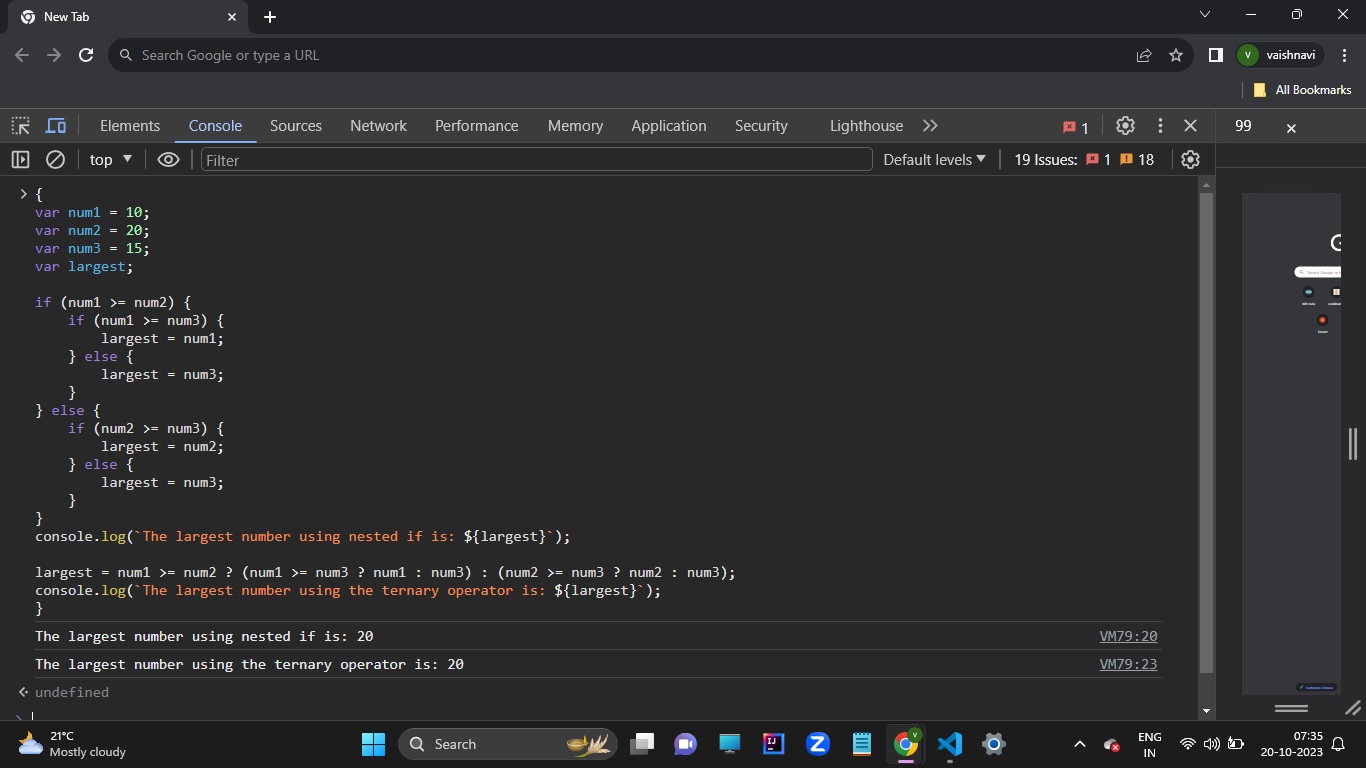 New Tab
Search Google or type a URL
V
vaishnavi
All Bookmarks
Elements Console Sources Network Performance Memory Application Security Lighthouse
1
99
top
Filter
Default levels
19 Issues: 1 18
{
var num1 = 10;
var num2 = 20;
var num3 = 15;
var largest;
if (num1 >= num2) {
    if (num1 >= num3) {
        largest = num1;
    } else {
        largest = num3;
    }
} else {
    if (num2 >= num3) {
        largest = num2;
    } else {
        largest = num3;
    }
}
console.log(`The largest number using nested if is: ${largest}`);
largest = num1 >= num2 ? (num1 >= num3 ? num1 : num3) : (num2 >= num3 ? num2 : num3);
console.log(`The largest number using the ternary operator is: ${largest}`);
}
The largest number using nested if is: 20 VM79:20
The largest number using the ternary operator is: 20 VM79:23
undefined
21°C
Mostly cloudy
Search
ENG
IN
07:35
20-10-2023